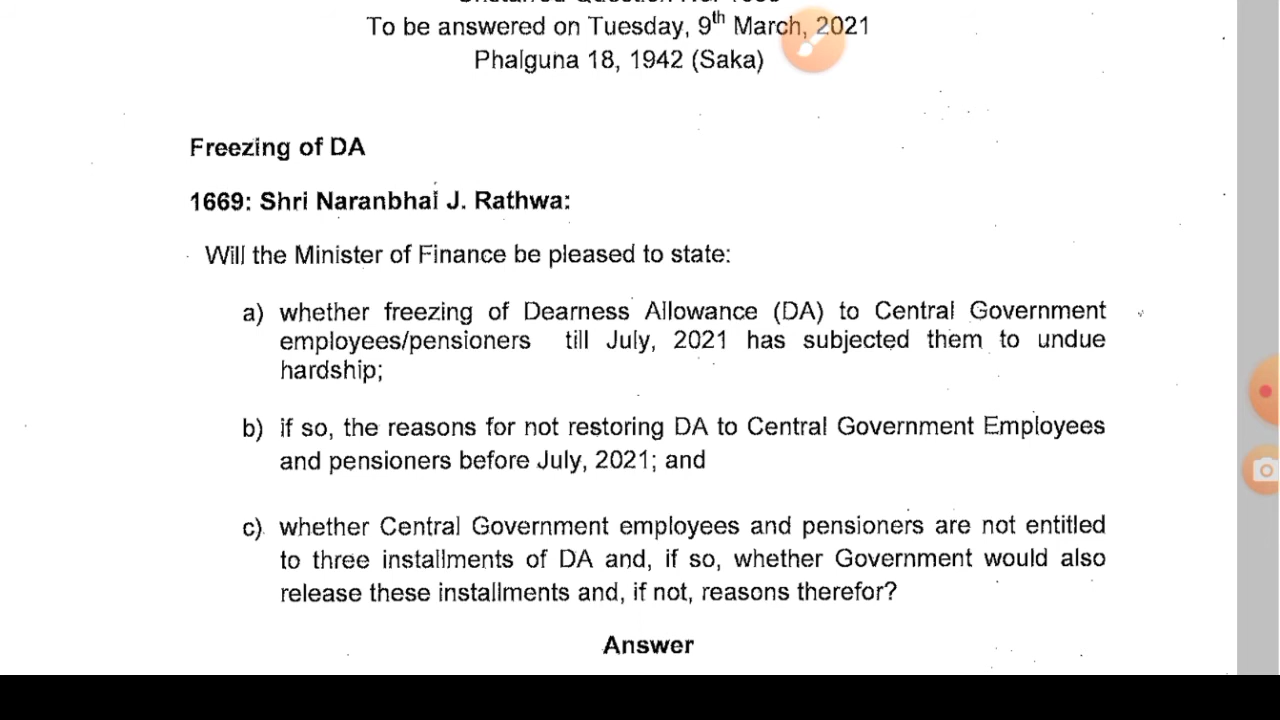 To be answered on Tuesday, 9th March, 2021
Phalguna 18, 1942 (Saka)
Freezing of DA
1669: Shri Naranbhai J. Rathwa:
Will the Minister of Finance be pleased to state:
a) whether freezing of Dearness Allowance (DA) to Central Government
employees/pensioners till July, 2021 has subjected them to undue
hardship;
b) if so, the reasons for not restoring DA to Central Government Employees
and pensioners before July, 2021; and
c) whether Central Government employees and pensioners are not entitled
to three installments of DA and, if so, whether Government would also
release these installments and, if not, reasons therefor?
Answer